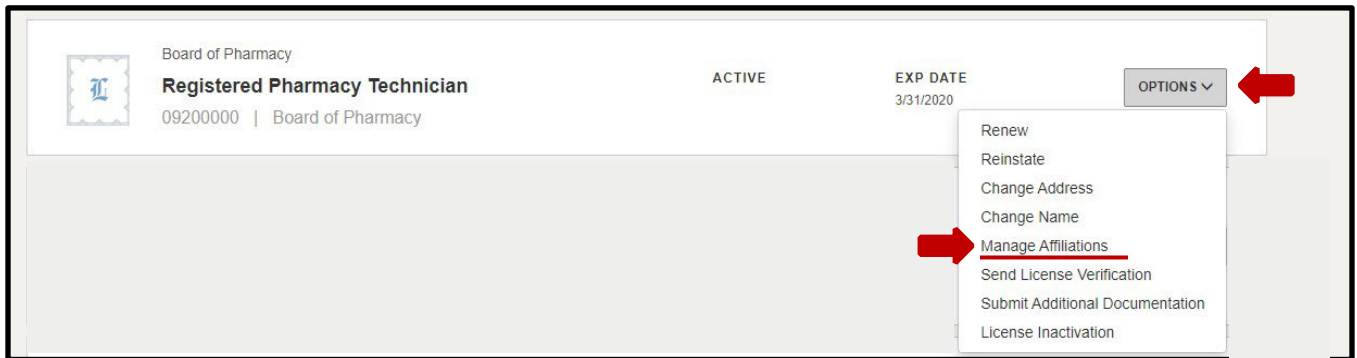 Board of Pharmacy
L
Registered Pharmacy Technician
09200000 | Board of Pharmacy
ACTIVE
EXP DATE
3/31/2020
OPTIONS
Renew
Reinstate
Change Address
Change Name
Manage Affiliations
Send License Verification
Submit Additional Documentation
License Inactivation